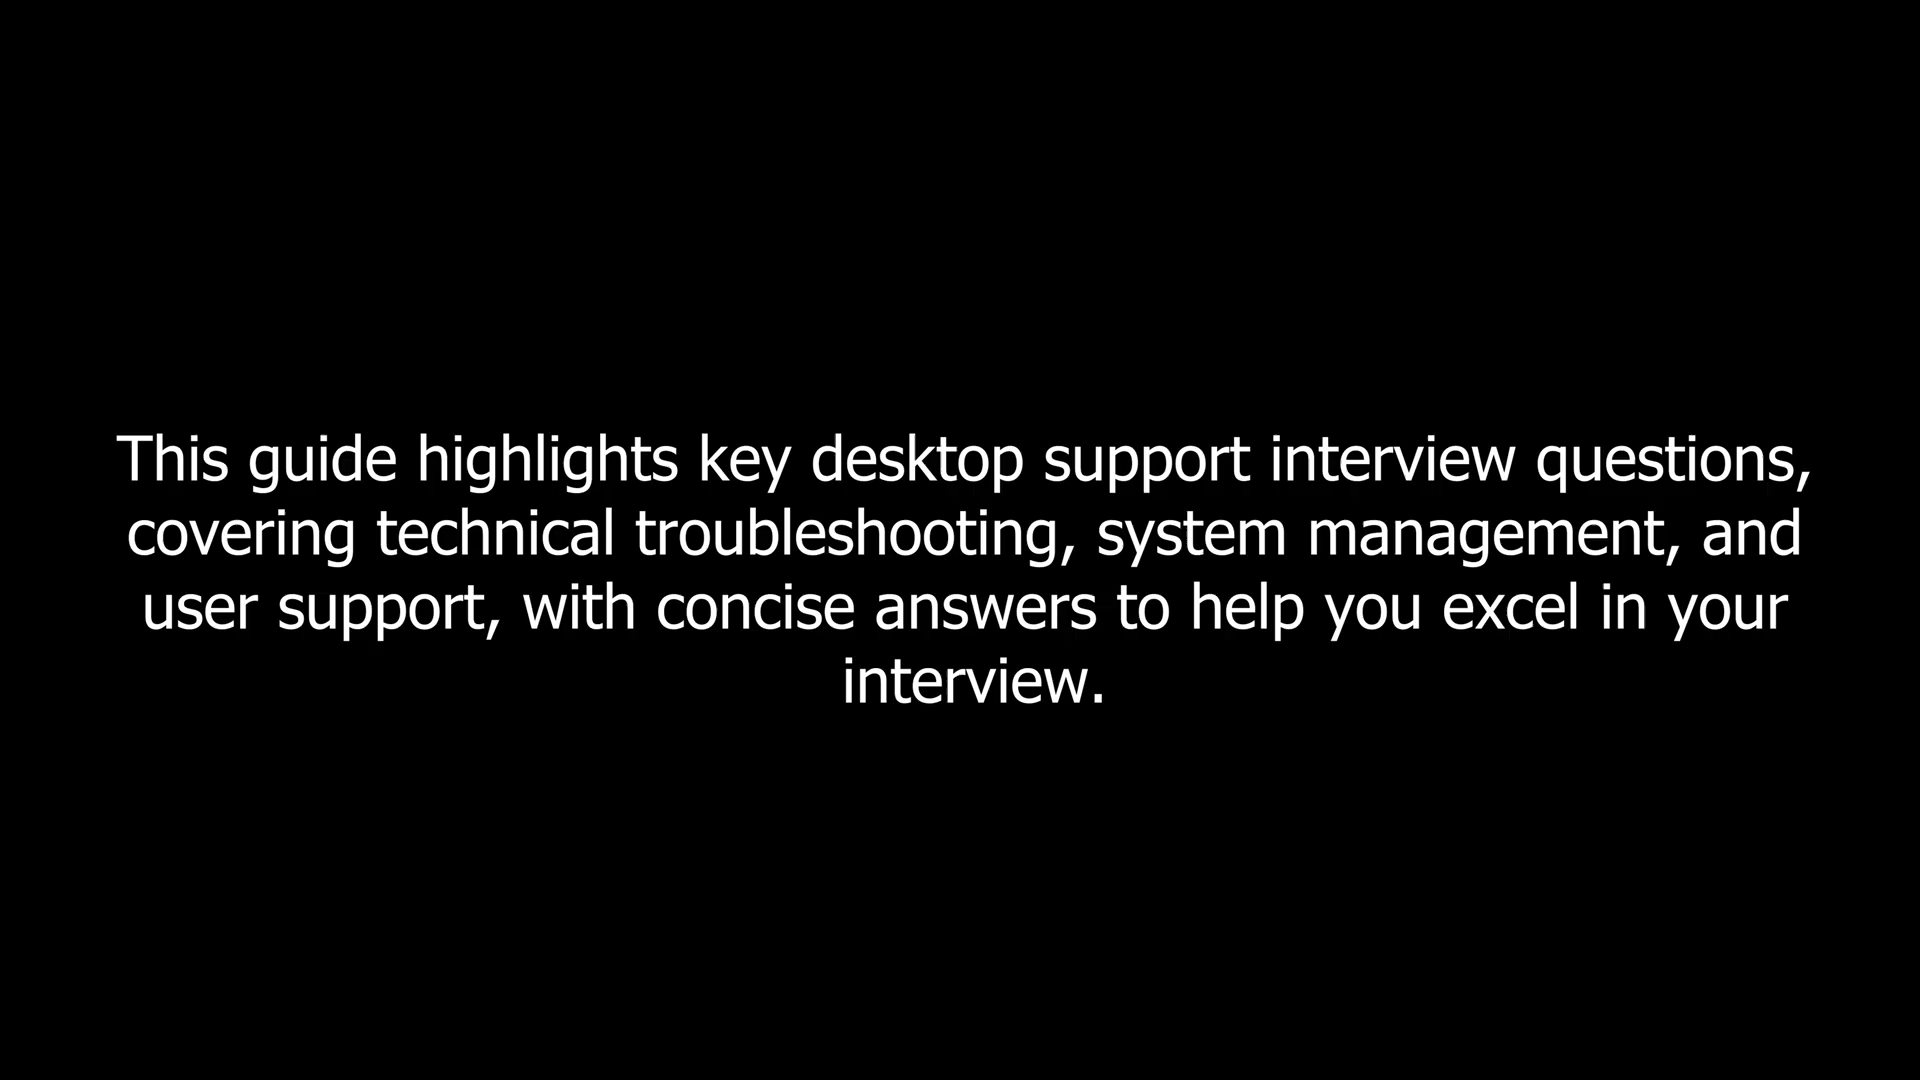 This guide highlights key desktop support interview questions,
covering technical troubleshooting, system management, and
user support, with concise answers to help you excel in your
interview.